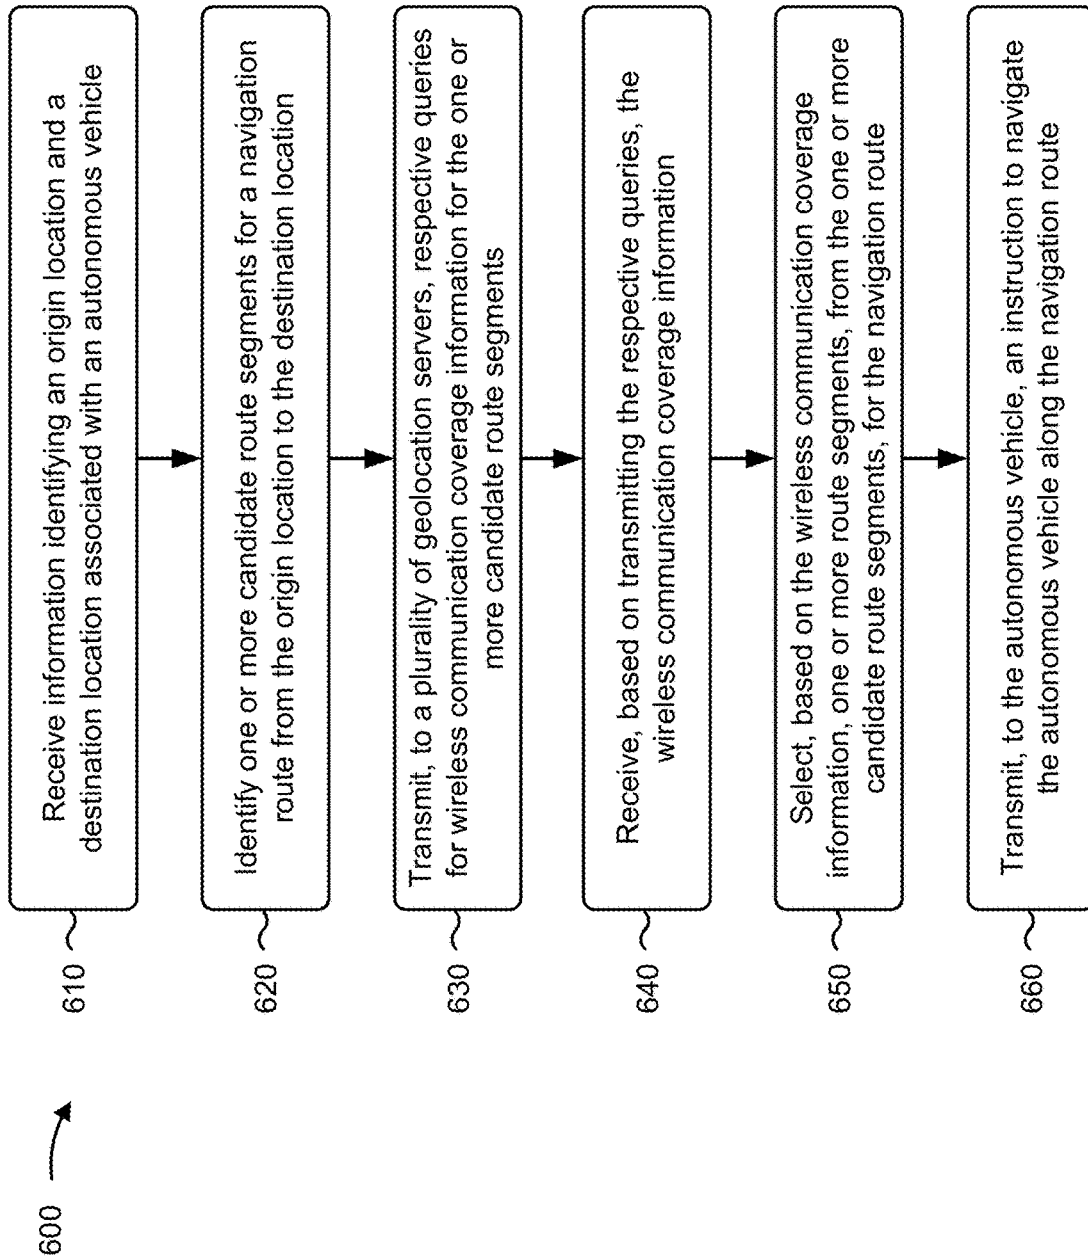 600
610
Receive information identifying an origin location and a
destination location associated with an autonomous vehicle
620
Identify one or more candidate route segments for a navigation
route from the origin location to the destination location
630
Transmit, to a plurality of geolocation servers, respective queries
for wireless communication coverage information for the one or
more candidate route segments
640
Receive, based on transmitting the respective queries, the
wireless communication coverage information
650
Select, based on the wireless communication coverage
information, one or more route segments, from the one or more
candidate route segments, for the navigation route
660
Transmit, to the autonomous vehicle, an instruction to navigate
the autonomous vehicle along the navigation route